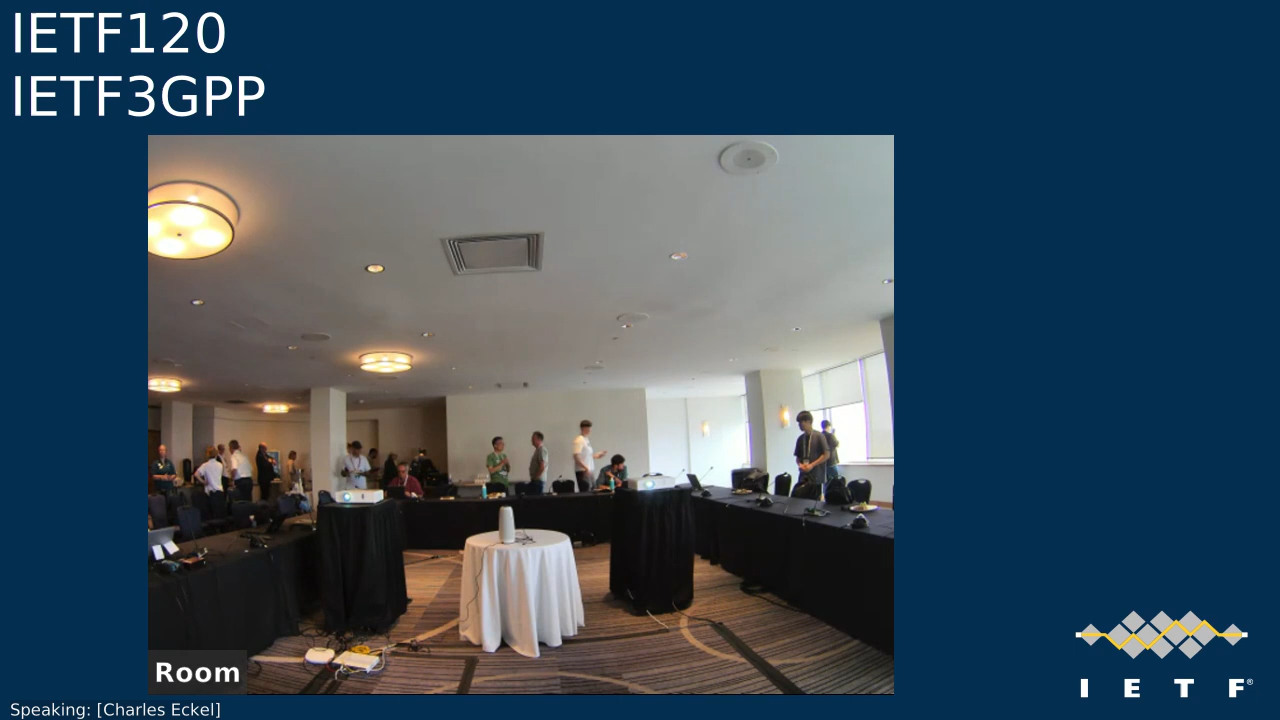 IETF120
IETF3GPP
Room
Speaking: [Charles Eckel]
I E T F®